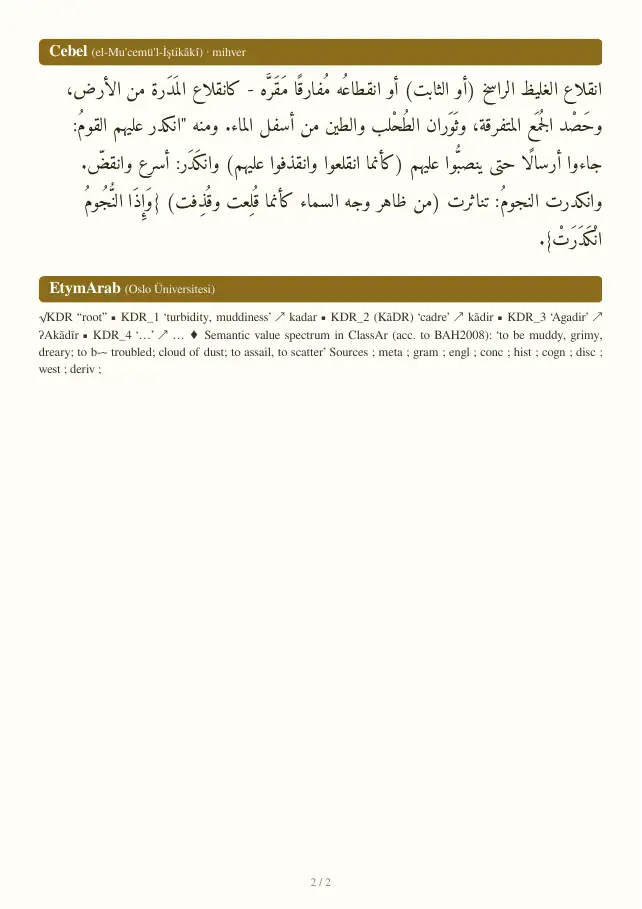 Cebel (el-Mu'cemü'l-İştikâkî) · mihver
انقلاع الغليظ الراسخ (أو الثابت) أو انقطاعُه مُفارقًا مَقَرَّه - كانقلاع المَدَرة من الأرض،
وحَصْد الجُمَع المتفرقة، وثَوَران الطُحْلب والطين من أسفل الماء. ومنه "انكدر عليهم القومُ:
جاءوا أرسالًا حتى ينصبُّوا عليهم (كأنما انقلعوا وانقذفوا عليهم) وانكَدَر: أسرع وانقضّ.
وانكدرت النجومُ: تناثرت (من ظاهر وجه السماء كأنما قُلِعت وقُذِفت) {وَإِذَا النُّجُومُ
انْكَدَرَتْ}.
EtymArab (Oslo Üniversitesi)
√KDR “root” ▪ KDR_1 ‘turbidity, muddiness’ ↗ kadar ▪ KDR_2 (KāDR) ‘cadre’ ↗ kādir ▪ KDR_3 ‘Agadir’ ↗
ʔAkādīr ▪ KDR_4 ‘…’ ↗ … ♦ Semantic value spectrum in ClassAr (acc. to BAH2008): ‘to be muddy, grimy,
dreary; to b~~ troubled; cloud of dust; to assail, to scatter’ Sources ; meta ; gram ; engl ; conc ; hist ; cogn ; disc ;
west ; deriv ;
2 / 2